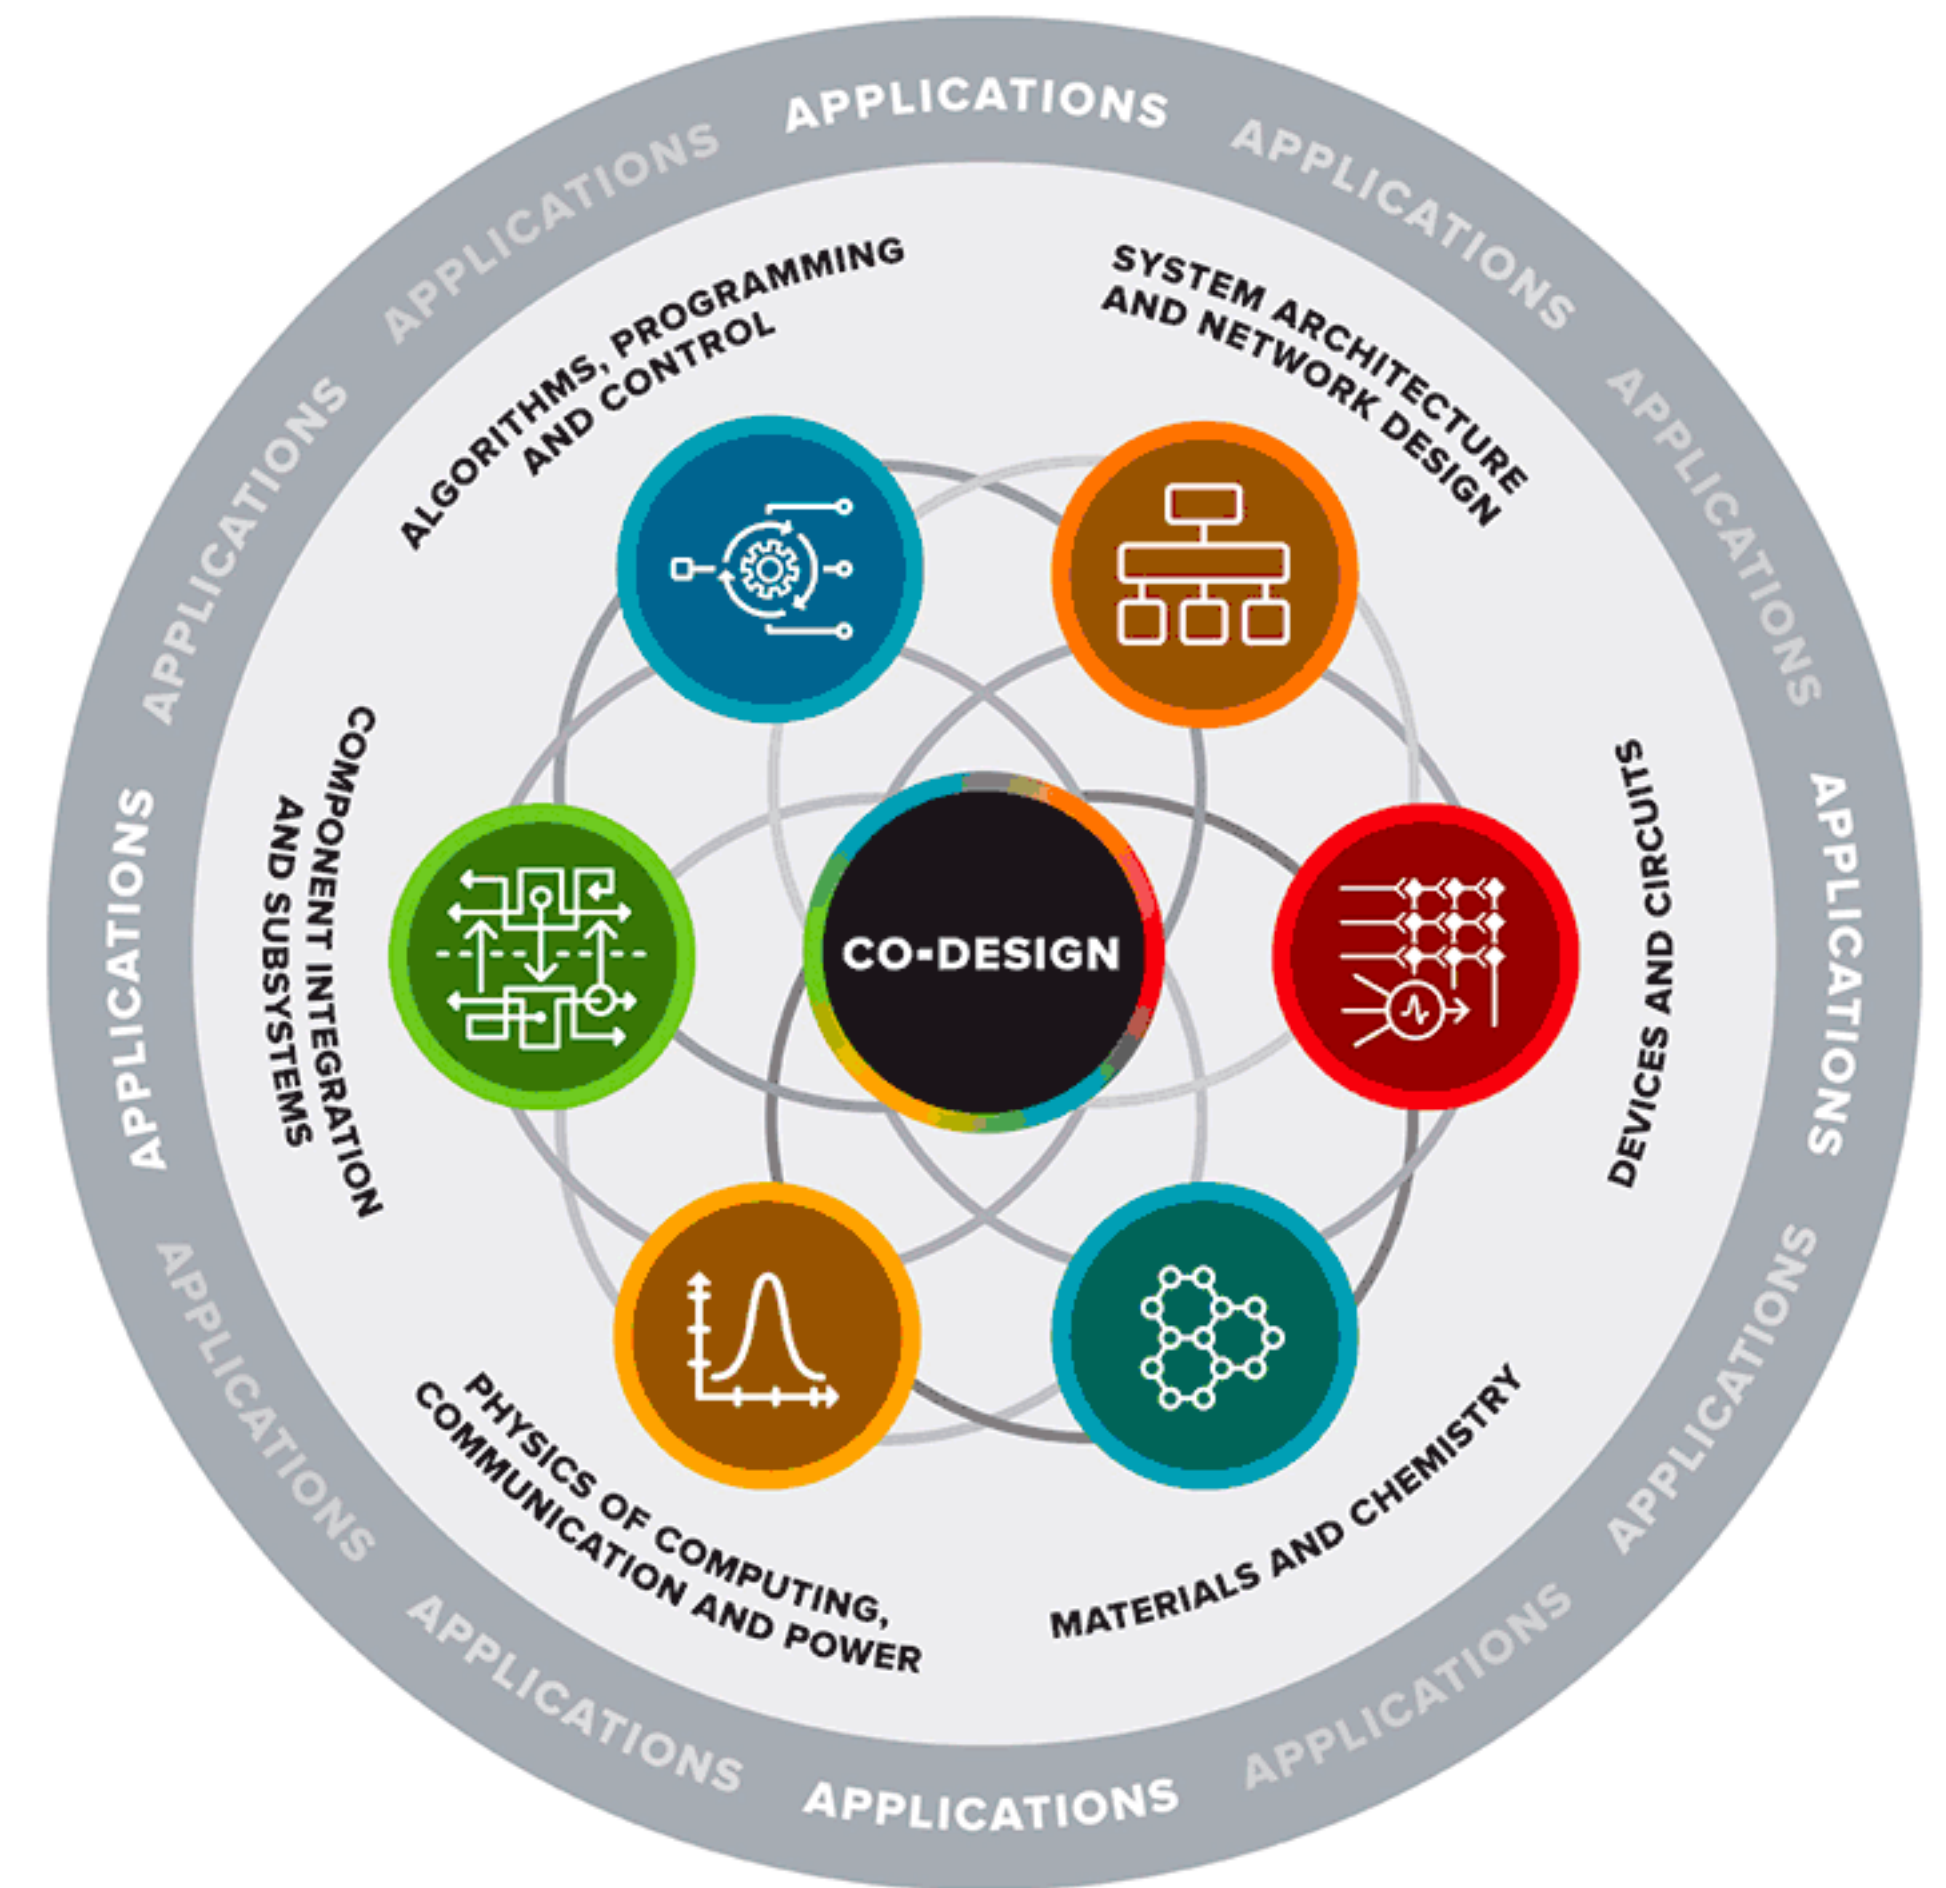 APPLICATIONS
APPLICATIONS
APPLICATIONS
APPLICATIONS
APPLICATIONS
APPLICATIONS
APPLICATIONS
APPLICATIONS
APPLICATIONS
APPLICATIONS
APPLICATIONS
APPLICATIONS
ALGORITHMS, PROGRAMMING
AND CONTROL
SYSTEM ARCHITECTURE
AND NETWORK DESIGN
COMPONENT INTEGRATION
AND SUBSYSTEMS
CO-DESIGN
DEVICES AND CIRCUITS
PHYSICS OF COMPUTING,
COMMUNICATION AND POWER
MATERIALS AND CHEMISTRY